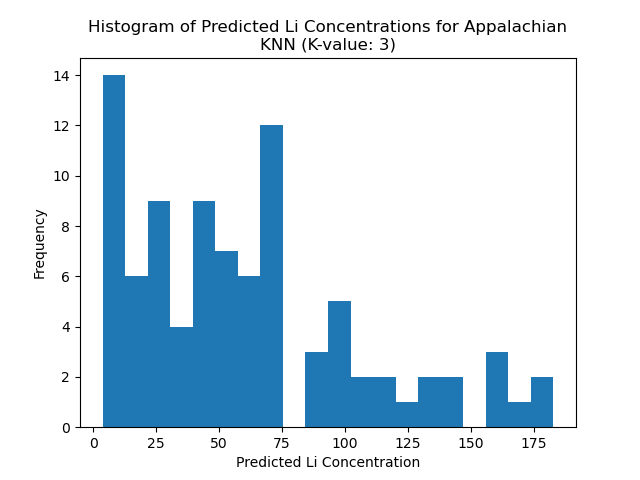 Histogram of Predicted Li Concentrations for Appalachian
KNN (K-value: 3)
14
12
10
8
6
4
2
0
Frequency
0 25 50 75 100 125 150 175
Predicted Li Concentration